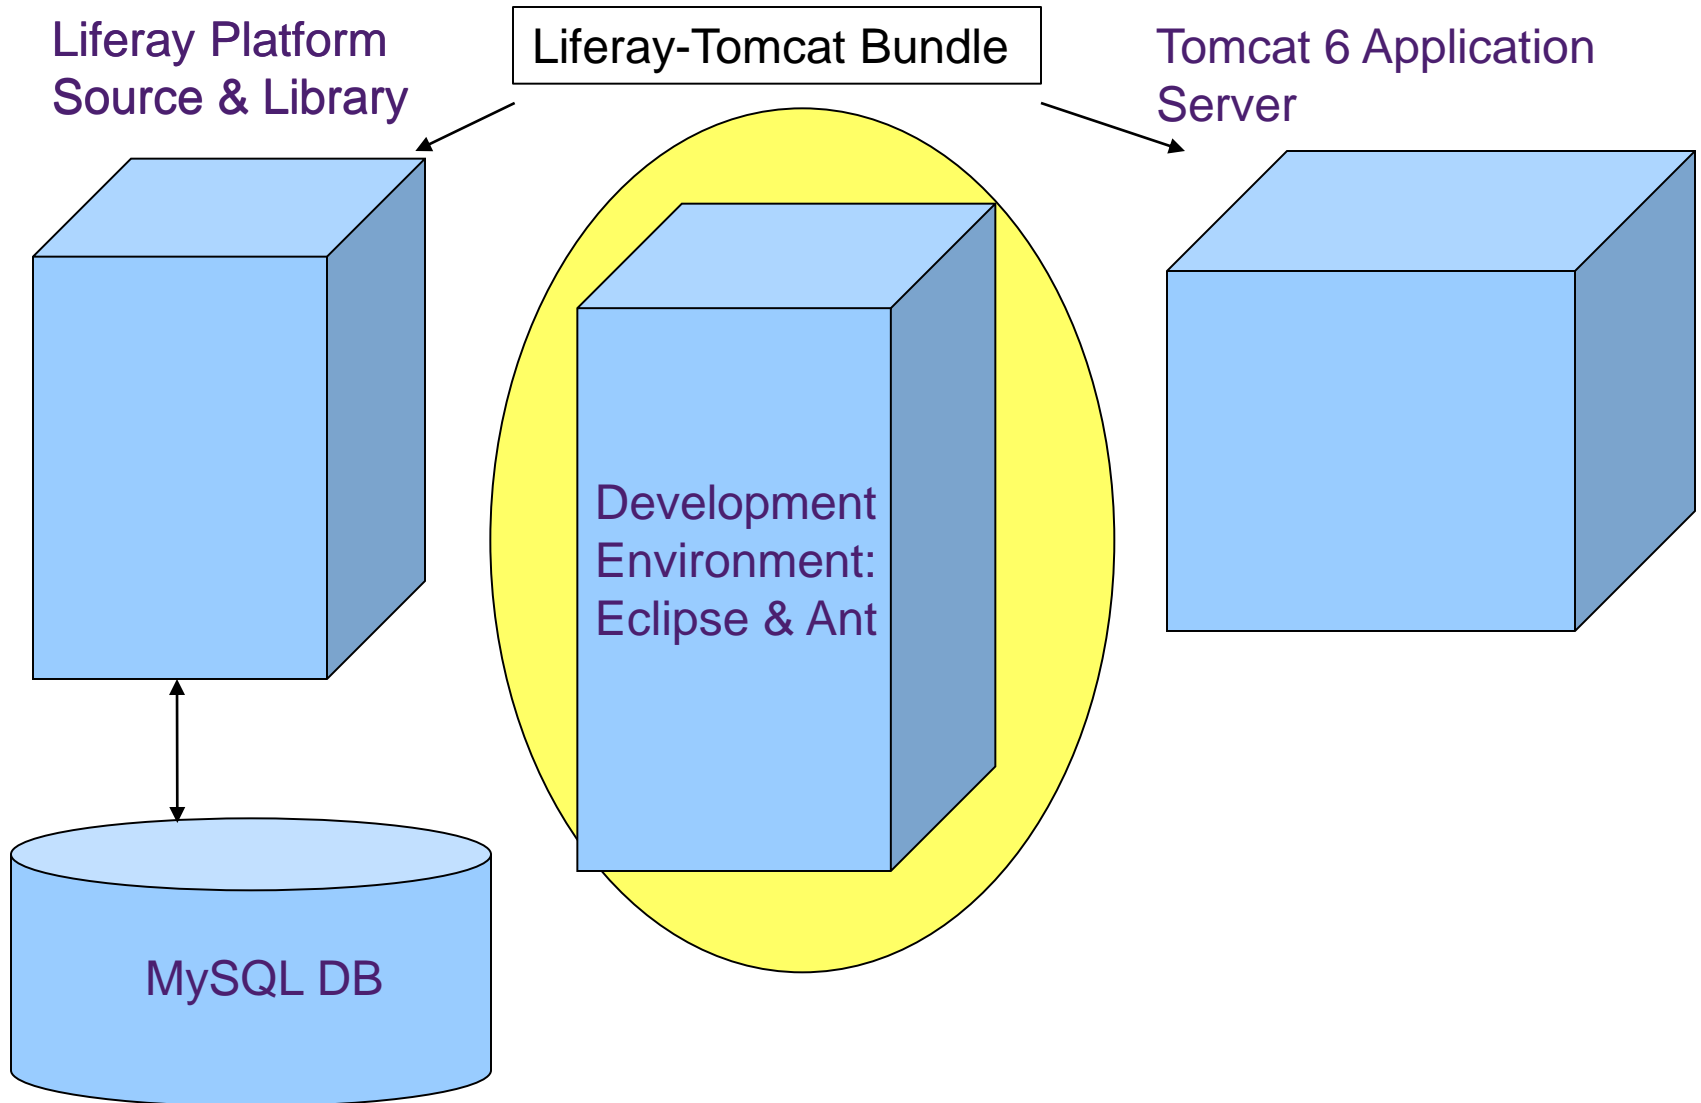 Liferay Platform
Source & Library
Liferay-Tomcat Bundle
Tomcat 6 Application
Server
Development
Environment:
Eclipse & Ant
MySQL DB